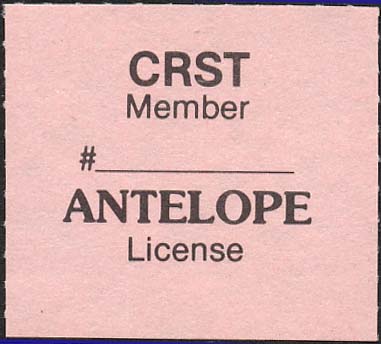 CRST
Member
#
ANTELOPE
License